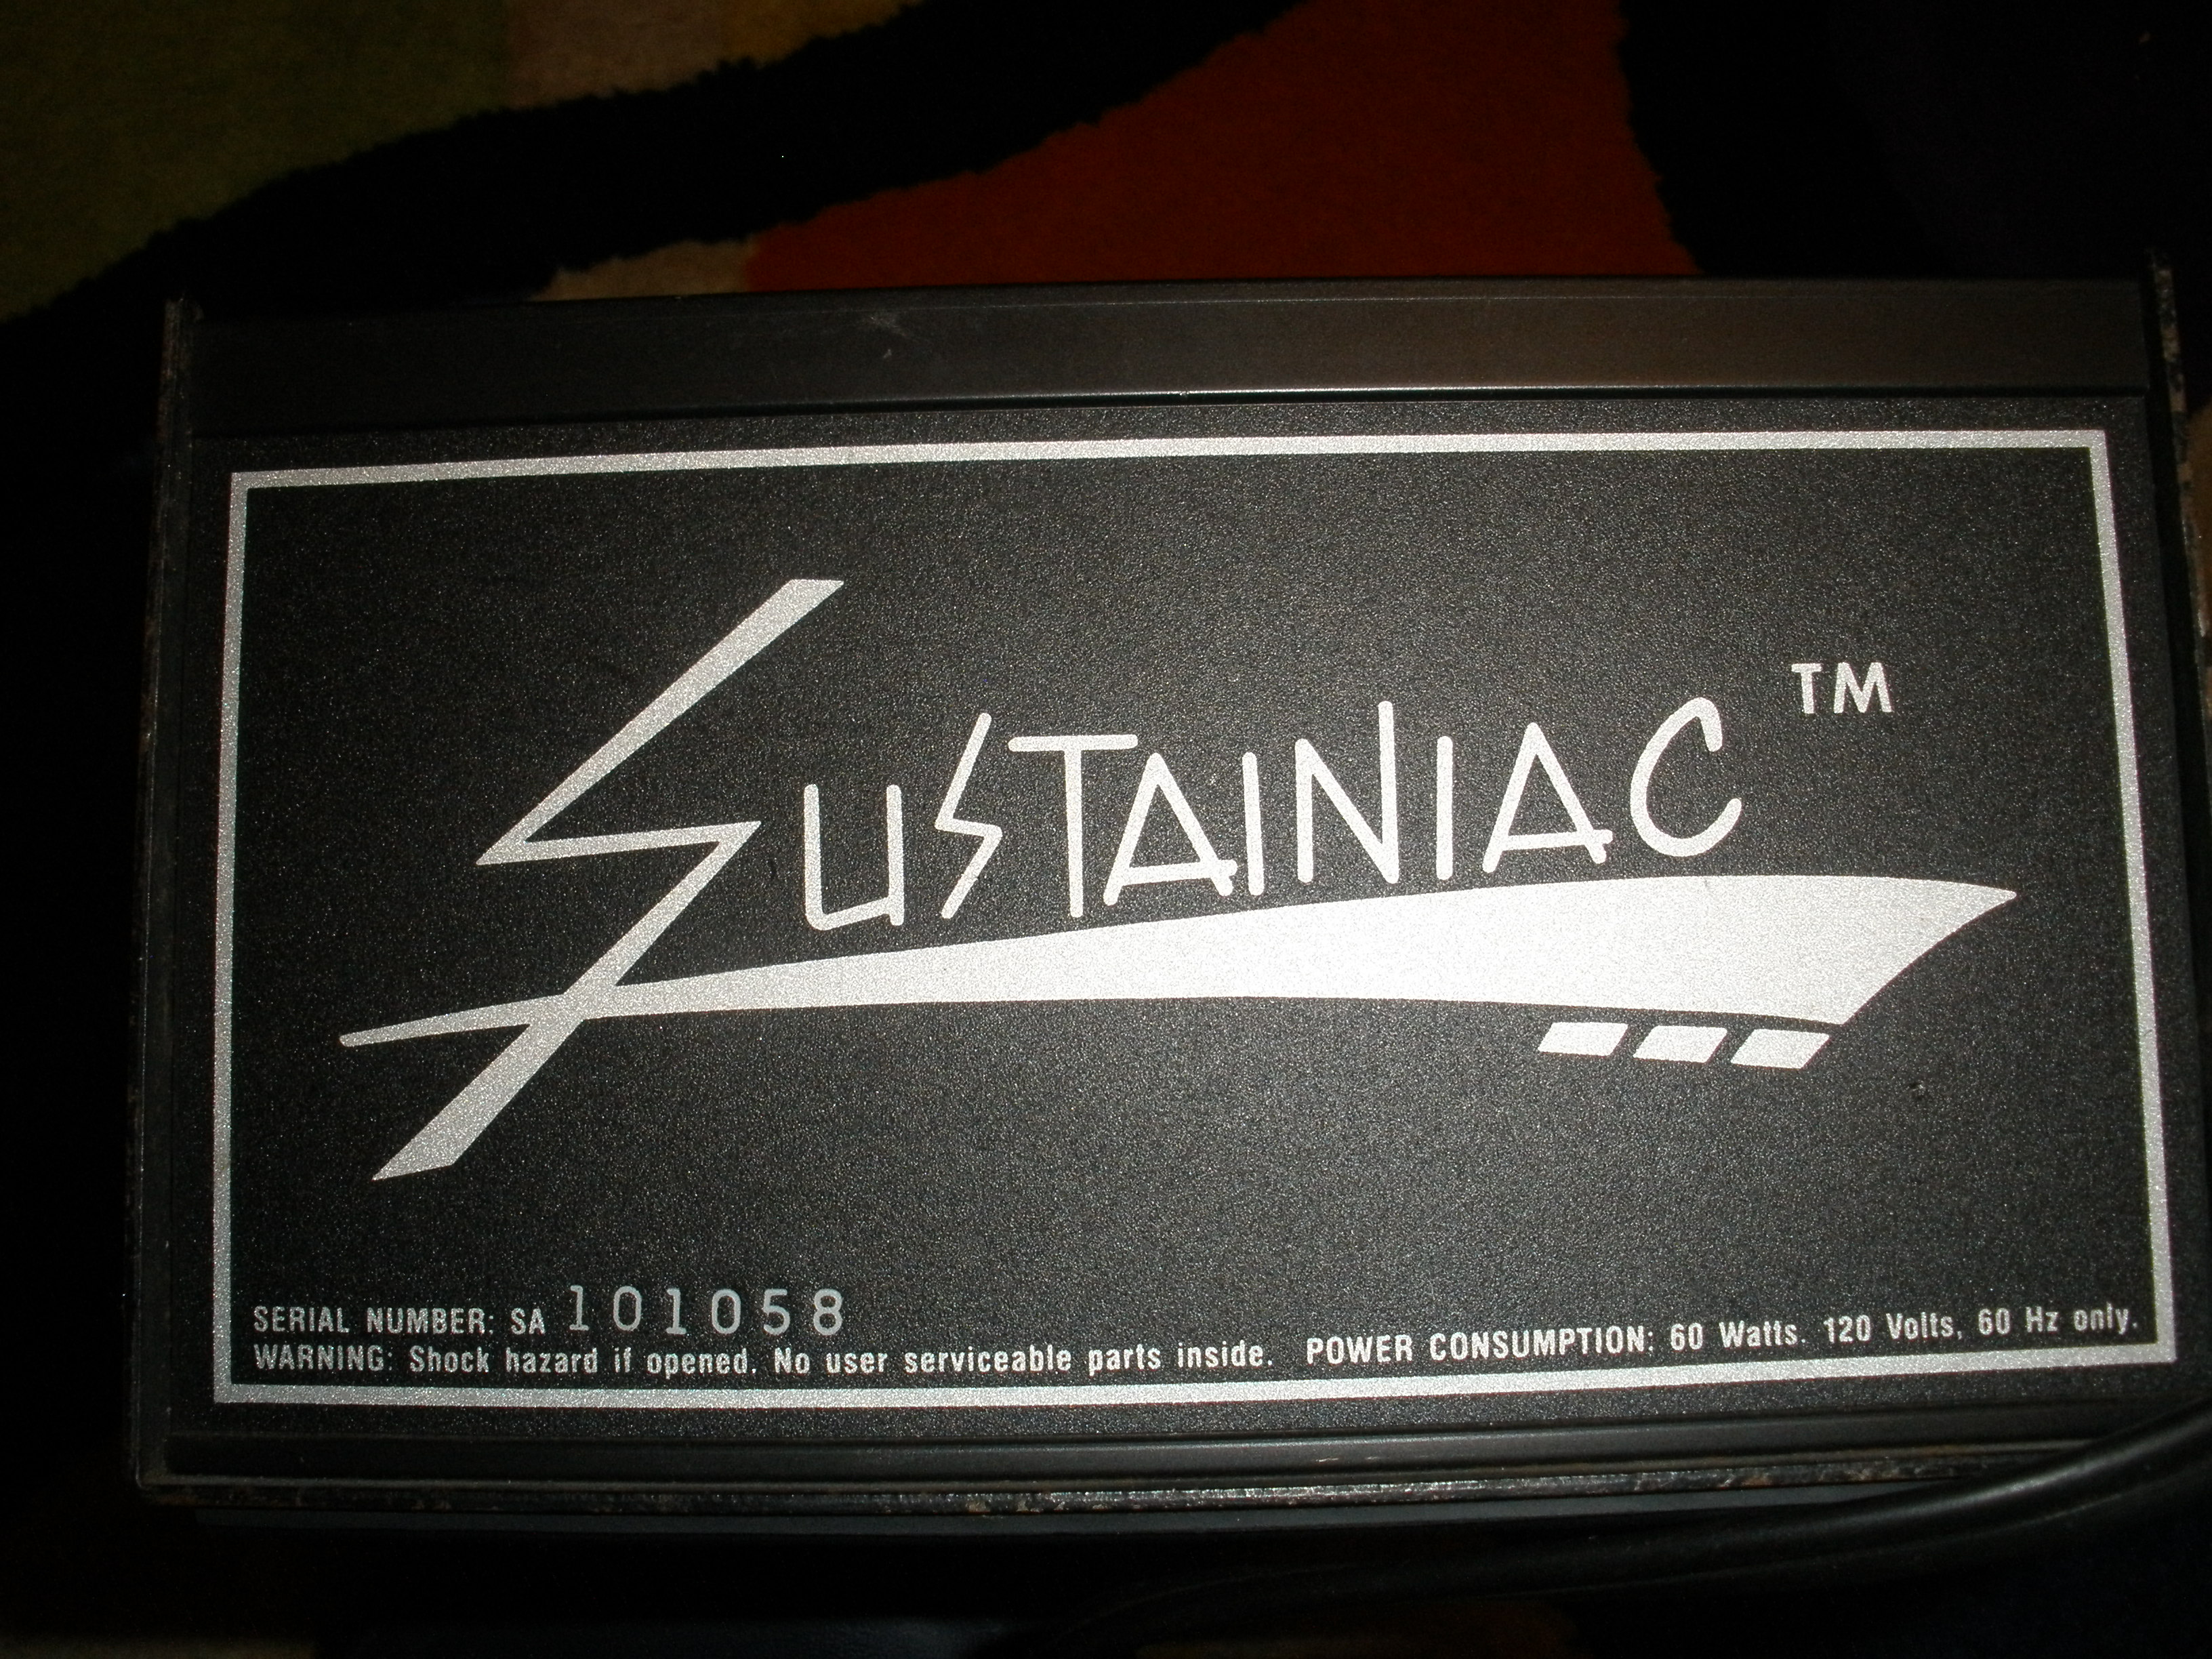 SUSTAINIAC TM
SERIAL NUMBER: SA 101058
WARNING: Shock hazard if opened. No user serviceable parts inside. POWER CONSUMPTION: 60 Watts. 120 Volts, 60 Hz only.